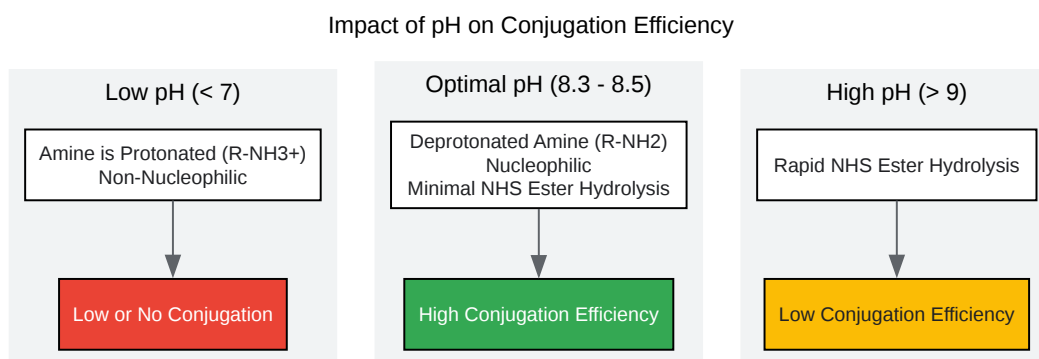 Impact of pH on Conjugation Efficiency
Low pH (< 7)
Amine is Protonated (R-NH3+)
Non-Nucleophilic
Low or No Conjugation
Optimal pH (8.3 - 8.5)
Deprotonated Amine (R-NH2)
Nucleophilic
Minimal NHS Ester Hydrolysis
High Conjugation Efficiency
High pH (> 9)
Rapid NHS Ester Hydrolysis
Low Conjugation Efficiency